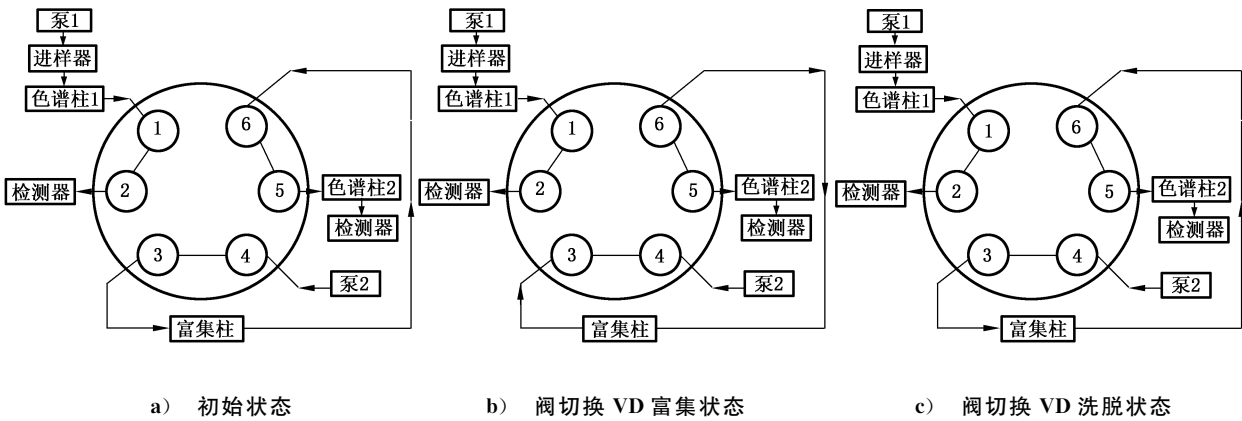 泵1
进样器
色谱柱1
1
6
2
5
检测器
色谱柱2
检测器
3
4
泵2
富集柱
a) 初始状态
泵1
进样器
色谱柱1
1
6
2
5
检测器
色谱柱2
检测器
3
4
泵2
富集柱
b) 阀切换 VD 富集状态
泵1
进样器
色谱柱1
1
6
2
5
检测器
色谱柱2
检测器
3
4
泵2
富集柱
c) 阀切换 VD 洗脱状态